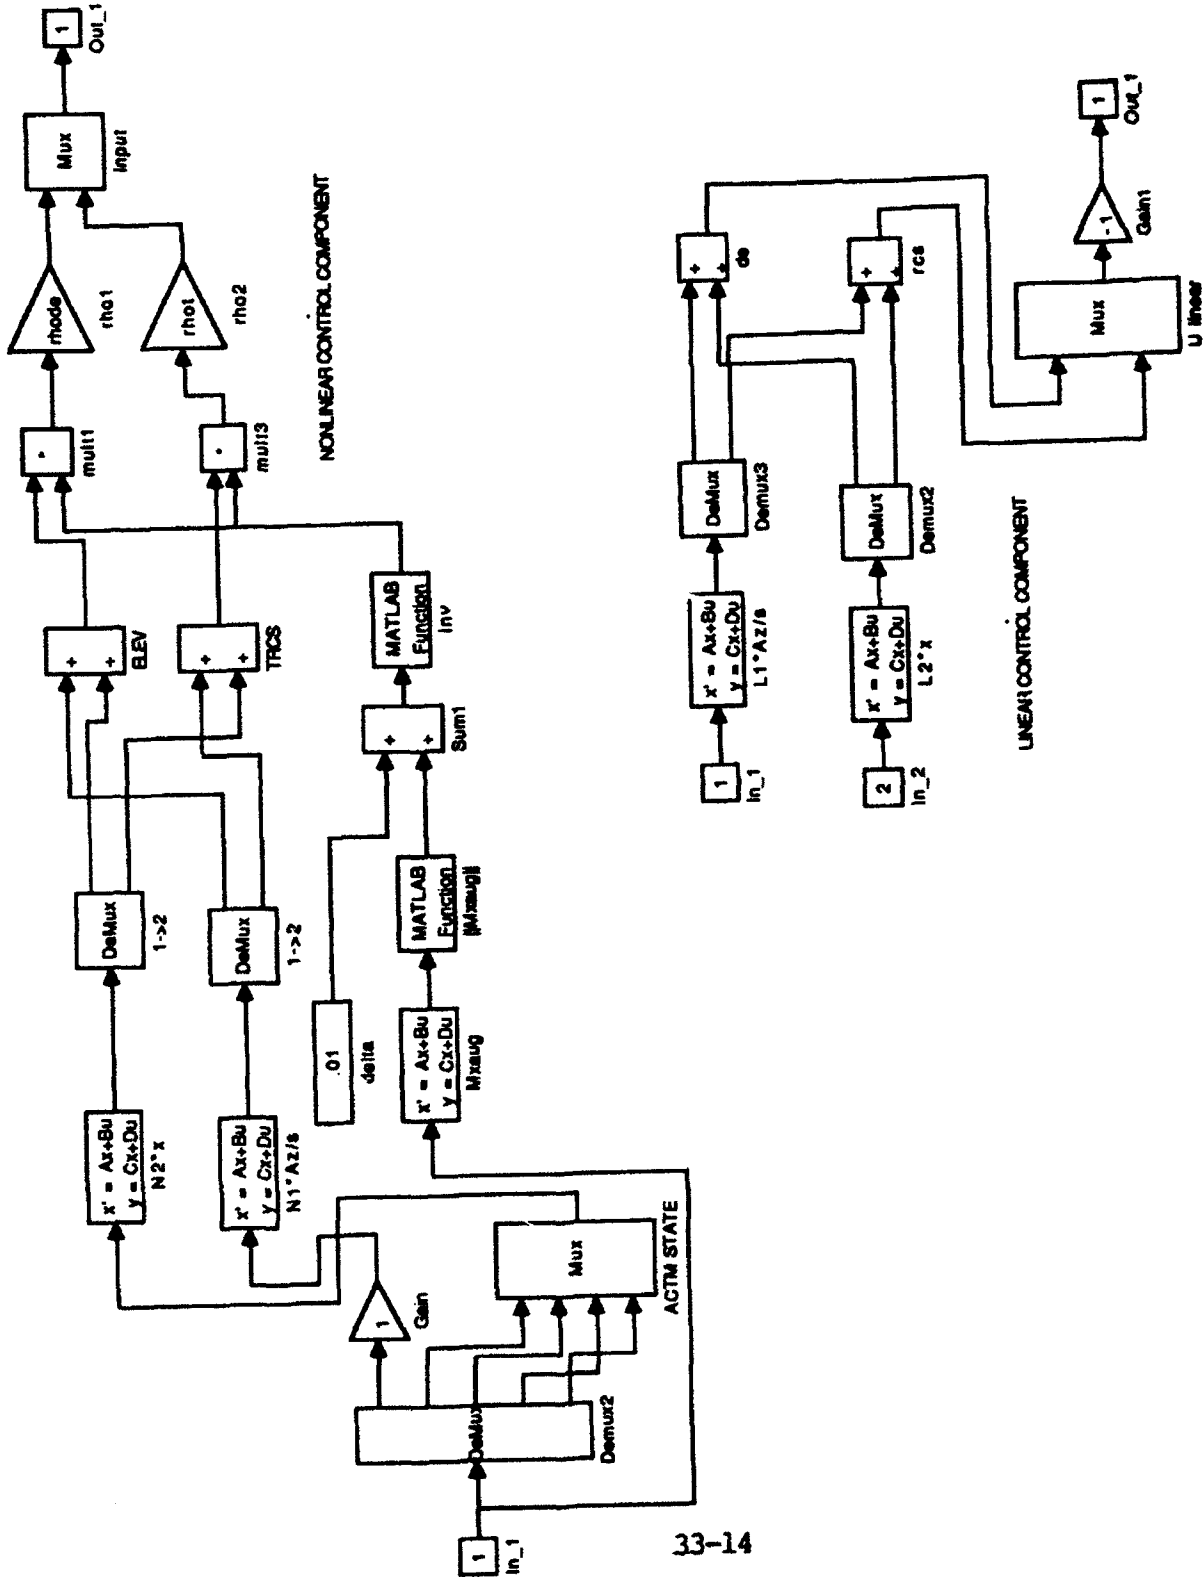 1
In_1
DeMux
Demux2
1
Gain
Mux
ACTM STATE
x' = Ax+Bu
y = Cx+Du
N2*x
x' = Ax+Bu
y = Cx+Du
N1*Az/s
.01
delta
x' = Ax+Bu
y = Cx+Du
Mxaug
DeMux
1->2
DeMux
1->2
MATLAB
Function
||Mxaug||
+
+
ELEV
+
+
TRCS
+
+
Sum1
MATLAB
Function
inv
*
mult1
*
mult3
rhode
rho1
rhot
rho2
Mux
input
1
Out_1
NONLINEAR CONTROL COMPONENT
1
In_1
2
In_2
x' = Ax+Bu
y = Cx+Du
L1*Az/s
x' = Ax+Bu
y = Cx+Du
L2*x
DeMux
Demux3
DeMux
Demux2
+
+
de
+
+
rcs
Mux
U linear
-1
Gain1
1
Out_1
LINEAR CONTROL COMPONENT
33-14